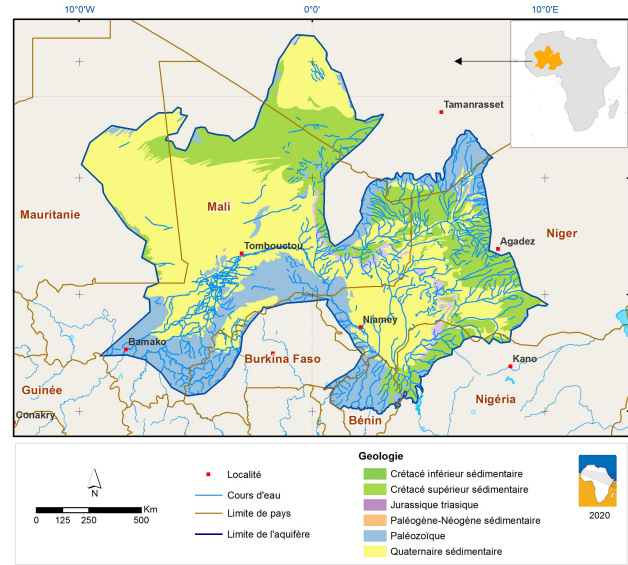 10°0'W 0°0' 10°0'E
Tamanrasset
Mauritanie
Mali
Niger
Agadez
Tombouctou
Niamey
Bamako
Burkina Faso
Kano
Guinée
Nigéria
Conakry
Bénin
Geologie
Localité
Cours d'eau
Limite de pays
Limite de l'aquifère
Crétacé inférieur sédimentaire
Crétacé supérieur sédimentaire
Jurassique triasique
Paléogène-Néogène sédimentaire
Paléozoïque
Quaternaire sédimentaire
N
Km
0 125 250 500
2020